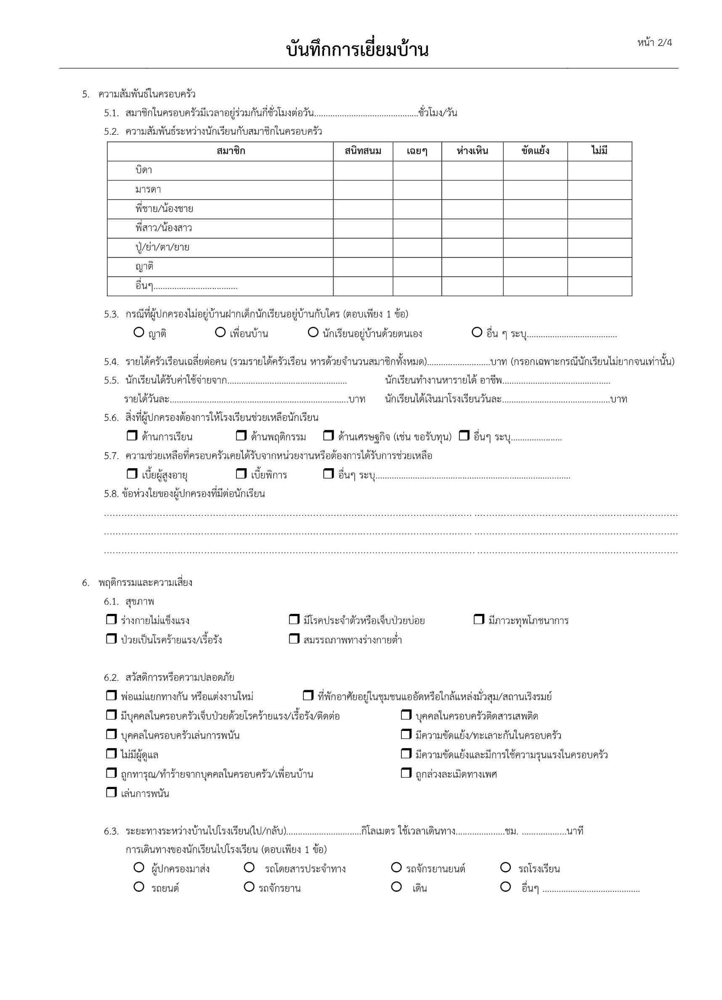 บันทึกการเยี่ยมบ้าน
หน้า 2/4
5. ความสัมพันธ์ในครอบครัว
5.1. สมาชิกในครอบครัวมีเวลาอยู่ร่วมกันกี่ชั่วโมงต่อวัน.............................................ชั่วโมง/วัน
5.2. ความสัมพันธ์ระหว่างนักเรียนกับสมาชิกในครอบครัว
สมาชิก สนิทสนม เฉยๆ ห่างเหิน ขัดแย้ง ไม่มี
บิดา
มารดา
พี่ชาย/น้องชาย
พี่สาว/น้องสาว
ปู่/ย่า/ตา/ยาย
ญาติ
อื่นๆ....................................
5.3. กรณีที่ผู้ปกครองไม่อยู่บ้านฝากเด็กนักเรียนอยู่บ้านกับใคร (ตอบเพียง 1 ข้อ)
○ ญาติ ○ เพื่อนบ้าน ○ นักเรียนอยู่บ้านด้วยตนเอง ○ อื่น ๆ ระบุ.......................................
5.4. รายได้ครัวเรือนเฉลี่ยต่อคน (รวมรายได้ครัวเรือน หารด้วยจำนวนสมาชิกทั้งหมด)...........................บาท (กรอกเฉพาะกรณีนักเรียนไม่ยากจนเท่านั้น)
5.5. นักเรียนได้รับค่าใช้จ่ายจาก................................................... นักเรียนทำงานหารายได้ อาชีพ..............................................
รายได้วันละ............................................................................บาท นักเรียนได้เงินมาโรงเรียนวันละ..............................................บาท
5.6. สิ่งที่ผู้ปกครองต้องการให้โรงเรียนช่วยเหลือนักเรียน
❒ ด้านการเรียน ❒ ด้านพฤติกรรม ❒ ด้านเศรษฐกิจ (เช่น ขอรับทุน) ❒ อื่นๆ ระบุ......................
5.7. ความช่วยเหลือที่ครอบครัวเคยได้รับจากหน่วยงานหรือต้องการได้รับการช่วยเหลือ
❒ เบี้ยผู้สูงอายุ ❒ เบี้ยพิการ ❒ อื่นๆ ระบุ...................................................................................
5.8. ข้อห่วงใยของผู้ปกครองที่มีต่อนักเรียน
....................................................................................................................................................................
....................................................................................................................................................................
....................................................................................................................................................................
6. พฤติกรรมและความเสี่ยง
6.1. สุขภาพ
❒ ร่างกายไม่แข็งแรง ❒ มีโรคประจำตัวหรือเจ็บป่วยบ่อย ❒ มีภาวะทุพโภชนาการ
❒ ป่วยเป็นโรคร้ายแรง/เรื้อรัง ❒ สมรรถภาพทางร่างกายต่ำ
6.2. สวัสดิการหรือความปลอดภัย
❒ พ่อแม่แยกทางกัน หรือแต่งงานใหม่ ❒ ที่พักอาศัยอยู่ในชุมชนแออัดหรือใกล้แหล่งมั่วสุม/สถานเริงรมย์
❒ มีบุคคลในครอบครัวเจ็บป่วยด้วยโรคร้ายแรง/เรื้อรัง/ติดต่อ ❒ บุคคลในครอบครัวติดสารเสพติด
❒ บุคคลในครอบครัวเล่นการพนัน ❒ มีความขัดแย้ง/ทะเลาะกันในครอบครัว
❒ ไม่มีผู้ดูแล ❒ มีความขัดแย้งและมีการใช้ความรุนแรงในครอบครัว
❒ ถูกทารุณ/ทำร้ายจากบุคคลในครอบครัว/เพื่อนบ้าน ❒ ถูกล่วงละเมิดทางเพศ
❒ เล่นการพนัน
6.3. ระยะทางระหว่างบ้านไปโรงเรียน(ไป/กลับ)................................กิโลเมตร ใช้เวลาเดินทาง.....................ชม. ...................นาที
การเดินทางของนักเรียนไปโรงเรียน (ตอบเพียง 1 ข้อ)
○ ผู้ปกครองมาส่ง ○ รถโดยสารประจำทาง ○ รถจักรยานยนต์ ○ รถโรงเรียน
○ รถยนต์ ○ รถจักรยาน ○ เดิน ○ อื่นๆ ..........................................